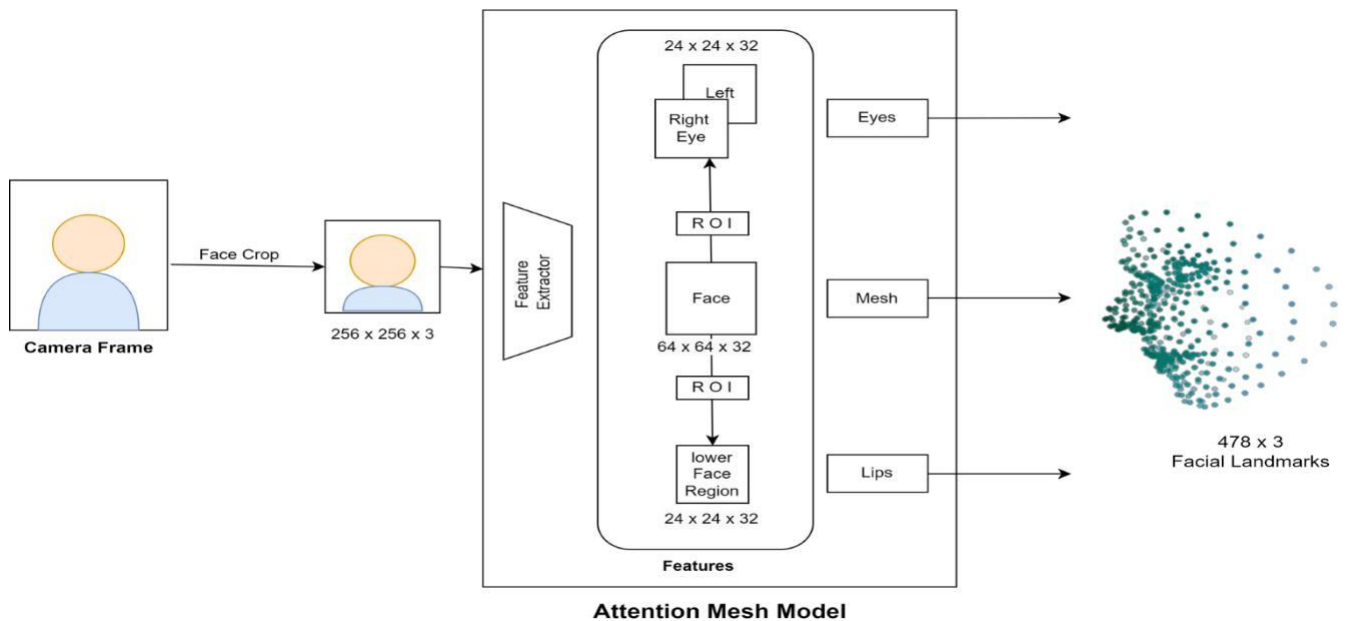 Camera Frame
Face Crop
256 x 256 x 3
Feature
Extractor
24 x 24 x 32
Left
Right
Eye
R O I
Face
64 x 64 x 32
R O I
lower
Face
Region
24 x 24 x 32
Features
Eyes
Mesh
Lips
478 x 3
Facial Landmarks
Attention Mesh Model